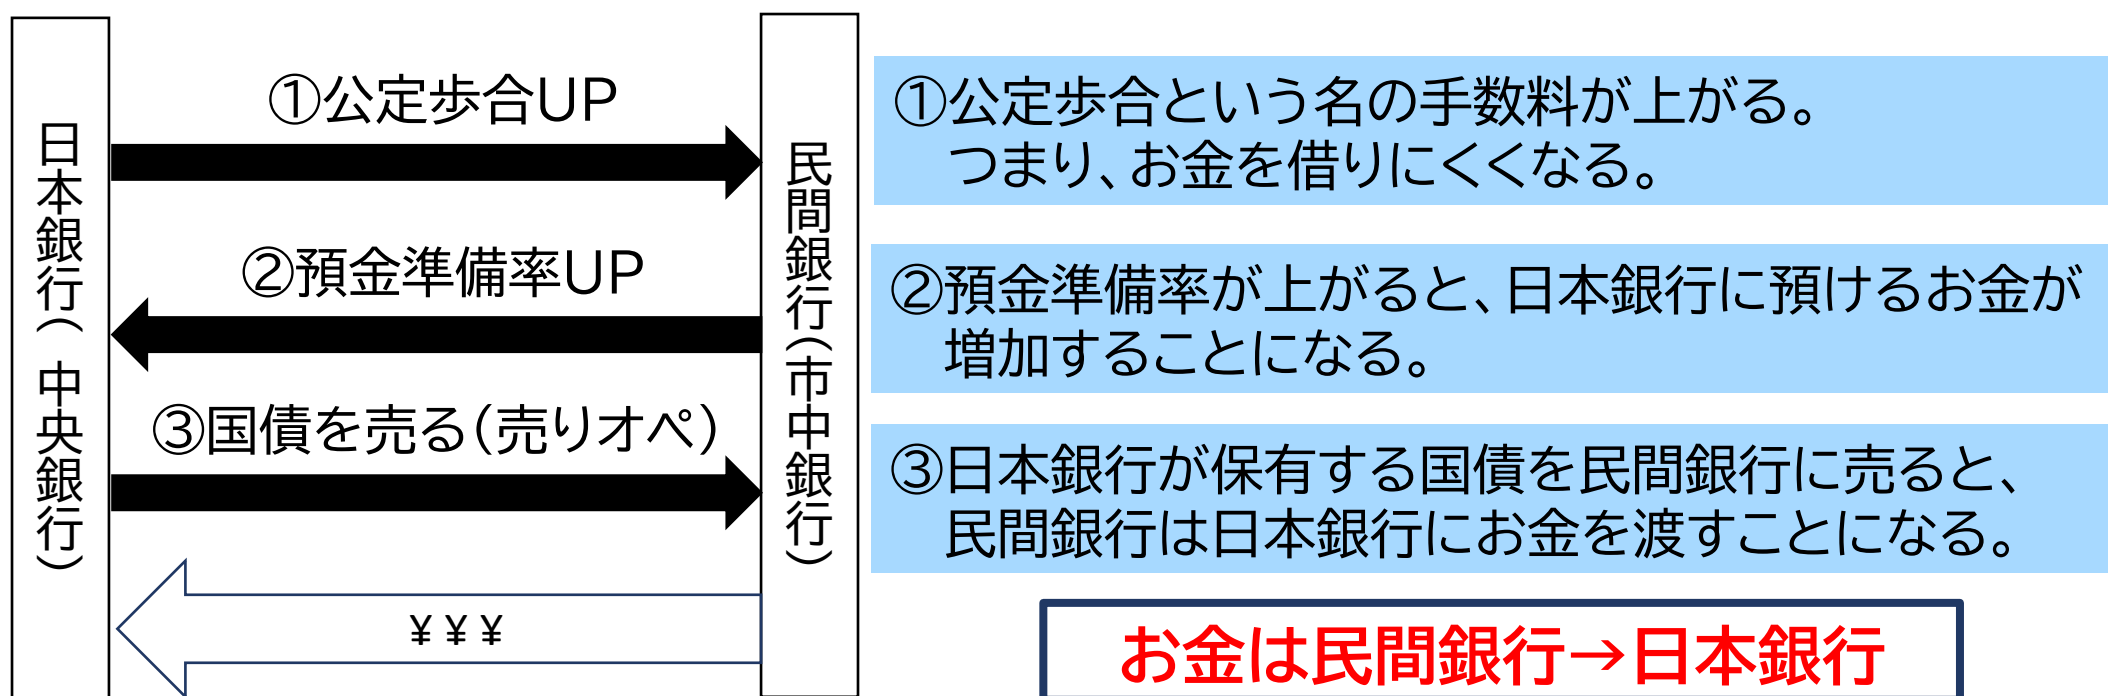 日本銀行（中央銀行）
①公定歩合UP
②預金準備率UP
③国債を売る（売りオペ）
¥¥¥
民間銀行（市中銀行）
①公定歩合という名の手数料が上がる。
つまり、お金を借りにくくなる。
②預金準備率が上がると、日本銀行に預けるお金が
増加することになる。
③日本銀行が保有する国債を民間銀行に売ると、
民間銀行は日本銀行にお金を渡すことになる。
お金は民間銀行→日本銀行